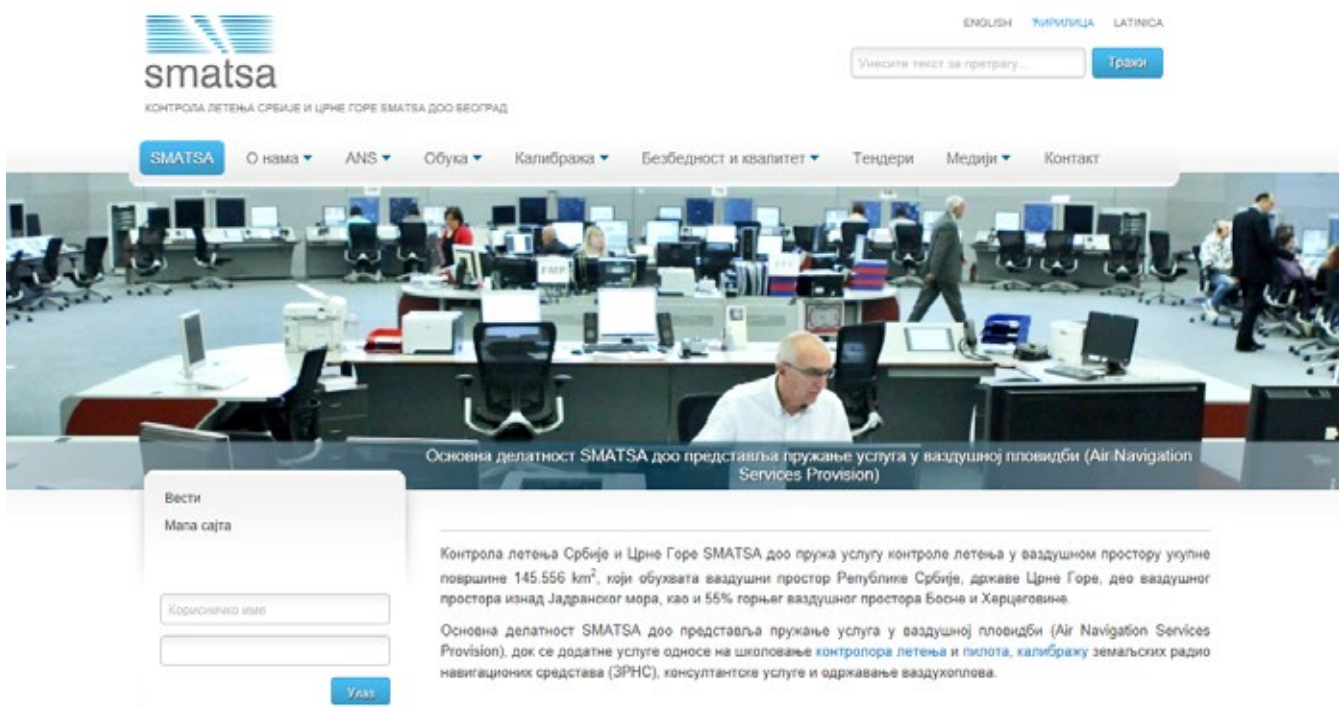 ENGLISH ЋИРИЛИЦА LATINICA
smatsa
Унесите текст за претрагу...
Тражи
КОНТРОЛА ЛЕТЕЊА СРБИЈЕ И ЦРНЕ ГОРЕ SMATSA ДОО БЕОГРАД
SMATSA О нама ANS Обука Калибража Безбедност и квалитет Тендери Медији Контакт
FMP
Основна делатност SMATSA доо представља пружање услуга у ваздушној пловидби (Air Navigation
Services Provision)
Вести
Мапа сајта
Корисничко име
Улаз
Контрола летења Србије и Црне Горе SMATSA доо пружа услугу контроле летења у ваздушном простору укупне
површине 145.556 km², који обухвата ваздушни простор Републике Србије, државе Црне Горе, део ваздушног
простора изнад Јадранског мора, као и 55% горњег ваздушног простора Босне и Херцеговине.
Основна делатност SMATSA доо представља пружање услуга у ваздушној пловидби (Air Navigation Services
Provision), док се додатне услуге односе на школовање контролора летења и пилота, калибражу земаљских радио
навигационих средстава (ЗРНС), консултантске услуге и одржавање ваздухоплова.